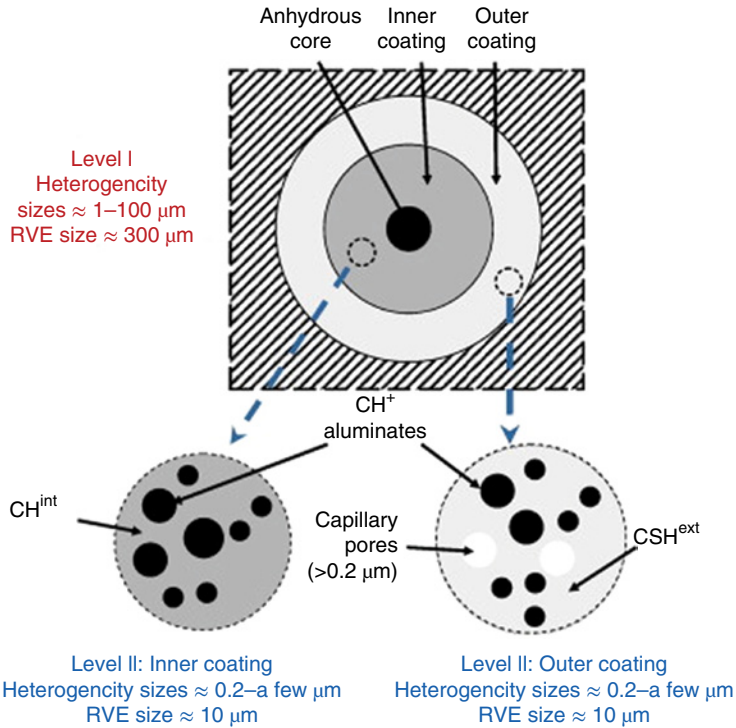 Anhydrous core
Inner coating
Outer coating
Level I
Heterogencity
sizes ≈ 1–100 μm
RVE size ≈ 300 μm
CH⁺
aluminates
CHⁱⁿᵗ
Capillary
pores
(>0.2 μm)
CSHᵉˣᵗ
Level II: Inner coating
Heterogencity sizes ≈ 0.2–a few μm
RVE size ≈ 10 μm
Level II: Outer coating
Heterogencity sizes ≈ 0.2–a few μm
RVE size ≈ 10 μm